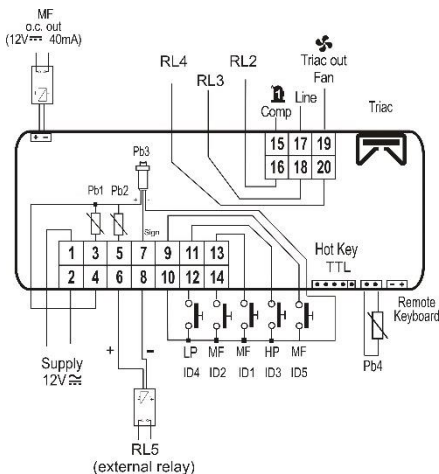 MF
o.c. out
(12V⎓ 40mA)
RL4
RL3
RL2
Comp
Line
Triac out
Fan
Triac
+ -
15 17 19
16 18 20
Pb3
Pb1 Pb2
+ -
Sign
1 3 5 7 9 11 13
2 4 6 8 10 12 14
Hot Key
TTL
- +
Remote
Keyboard
Pb4
Supply
12V≂
+ -
LP MF MF HP MF
ID4 ID2 ID1 ID3 ID5
RL5
(external relay)